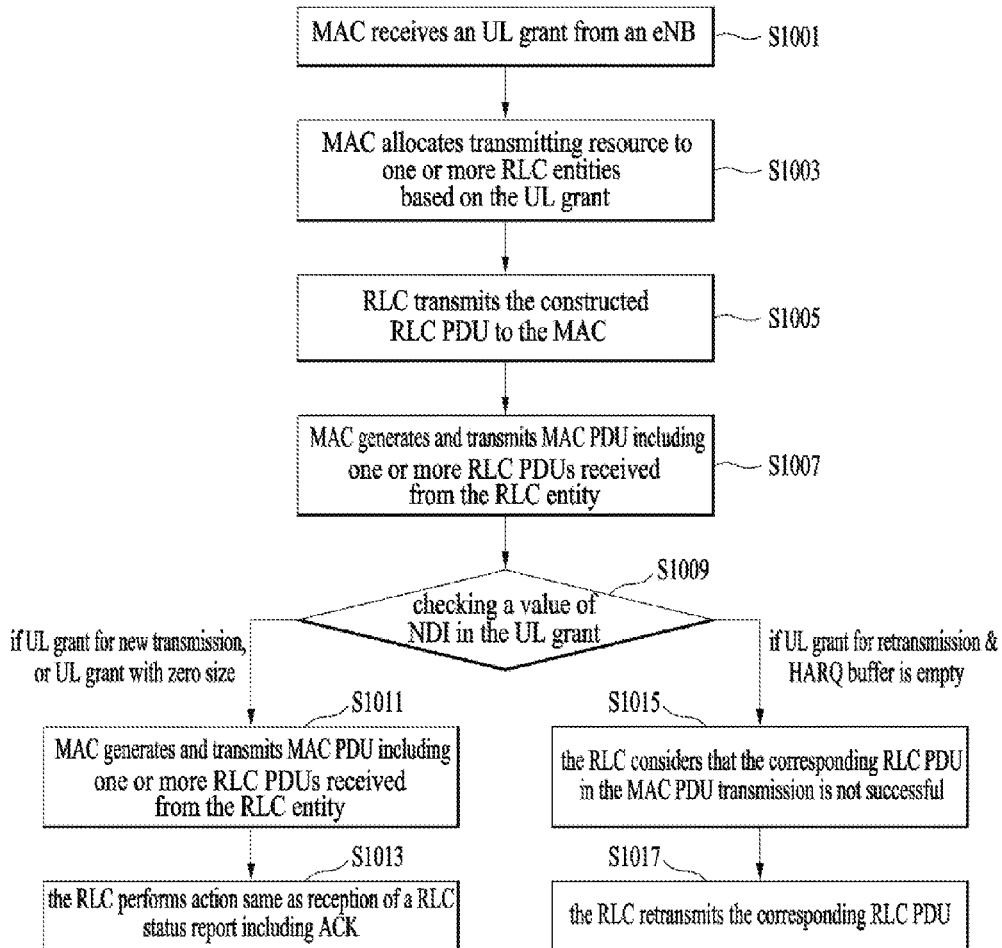 MAC receives an UL grant from an eNB
S1001
MAC allocates transmitting resource to
one or more RLC entities
based on the UL grant
S1003
RLC transmits the constructed
RLC PDU to the MAC
S1005
MAC generates and transmits MAC PDU including
one or more RLC PDUs received
from the RLC entity
S1007
S1009
checking a value of
NDI in the UL grant
if UL grant for new transmission,
or UL grant with zero size
if UL grant for retransmission &
HARQ buffer is empty
S1011
MAC generates and transmits MAC PDU including
one or more RLC PDUs received
from the RLC entity
S1015
the RLC considers that the corresponding RLC PDU
in the MAC PDU transmission is not successful
S1013
the RLC performs action same as reception of a RLC
status report including ACK
S1017
the RLC retransmits the corresponding RLC PDU